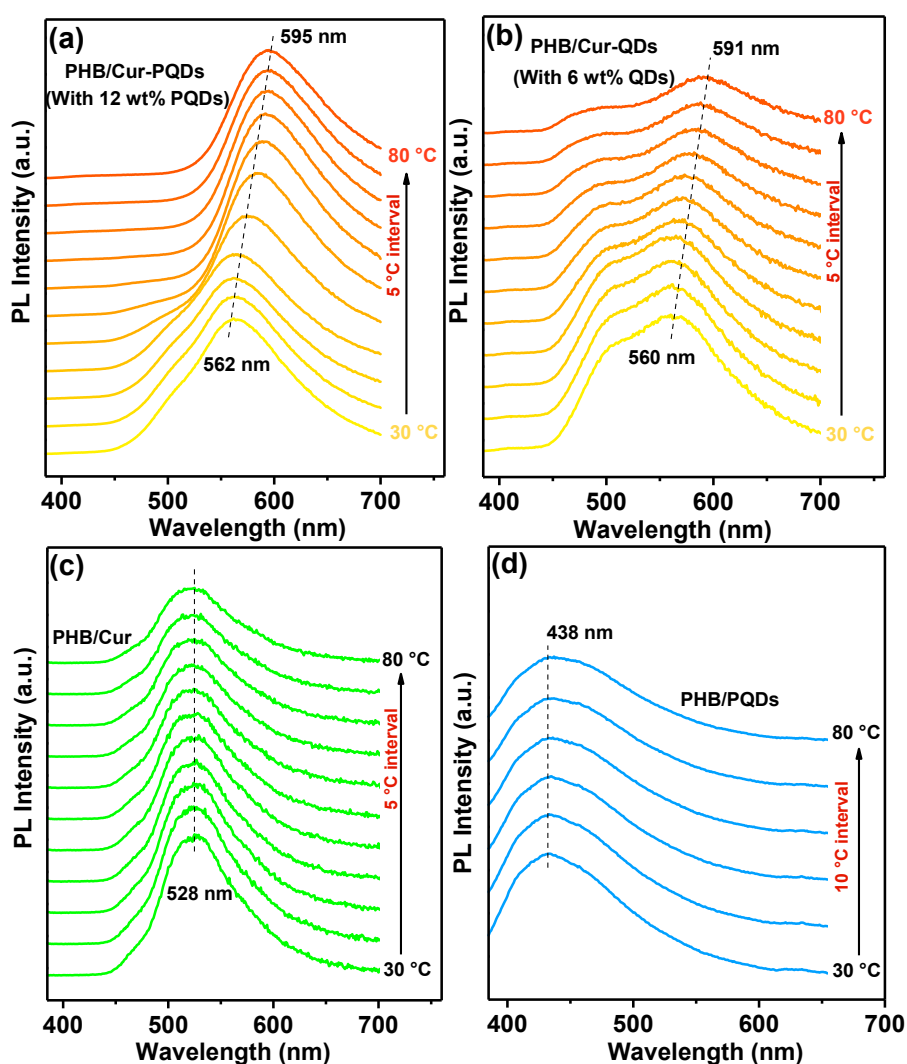 (a)
595 nm
PHB/Cur-PQDs
(With 12 wt% PQDs)
80 °C
5 °C interval
562 nm
30 °C
PL Intensity (a.u.)
400 500 600 700
Wavelength (nm)
(b)
591 nm
PHB/Cur-QDs
(With 6 wt% QDs)
80 °C
5 °C interval
560 nm
30 °C
PL Intensity (a.u.)
400 500 600 700
Wavelength (nm)
(c)
PHB/Cur
80 °C
5 °C interval
528 nm
30 °C
PL Intensity (a.u.)
400 500 600 700
Wavelength (nm)
(d)
438 nm
PHB/PQDs
80 °C
10 °C interval
30 °C
PL Intensity (a.u.)
400 500 600 700
Wavelength (nm)